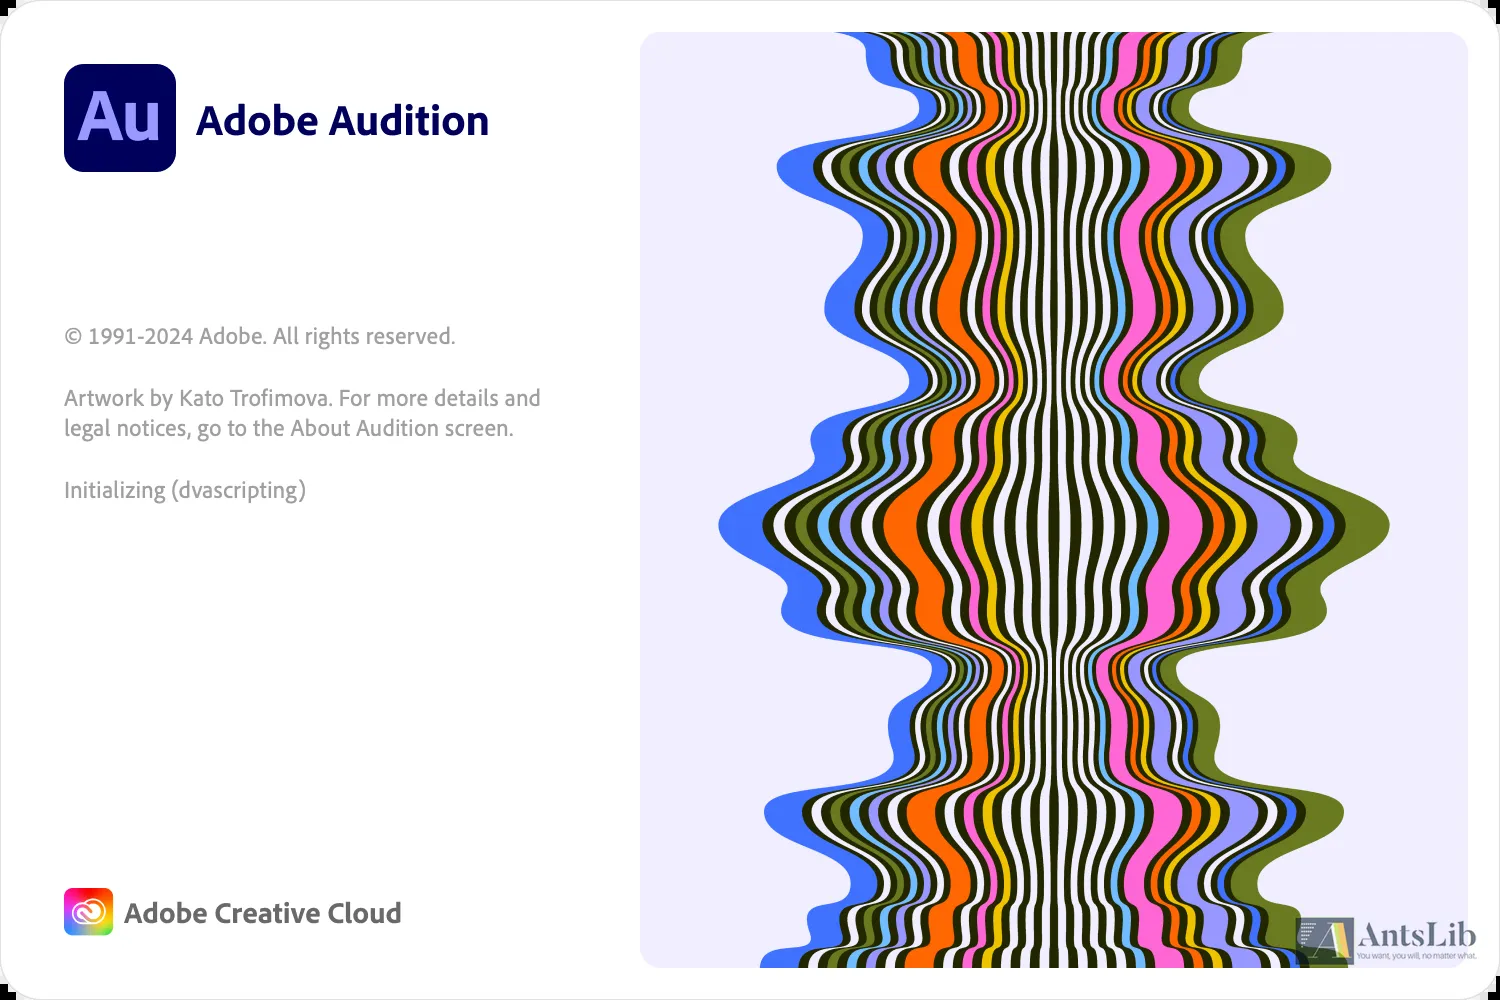 Au
Adobe Audition
© 1991-2024 Adobe. All rights reserved.
Artwork by Kato Trofimova. For more details and
legal notices, go to the About Audition screen.
Initializing (dvascripting)
Adobe Creative Cloud
A AntsLib
You want, you will, no matter what.